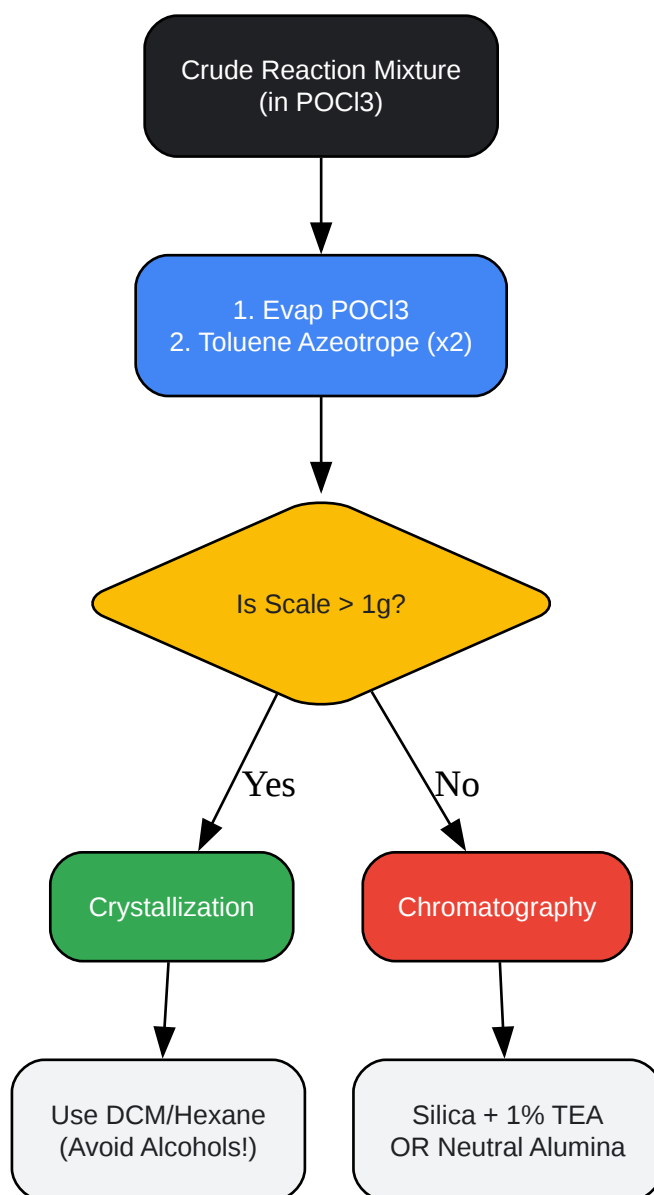 Crude Reaction Mixture
(in POCl3)
1. Evap POCl3
2. Toluene Azeotrope (x2)
Is Scale > 1g?
Yes
No
Crystallization
Chromatography
Use DCM/Hexane
(Avoid Alcohols!)
Silica + 1% TEA
OR Neutral Alumina